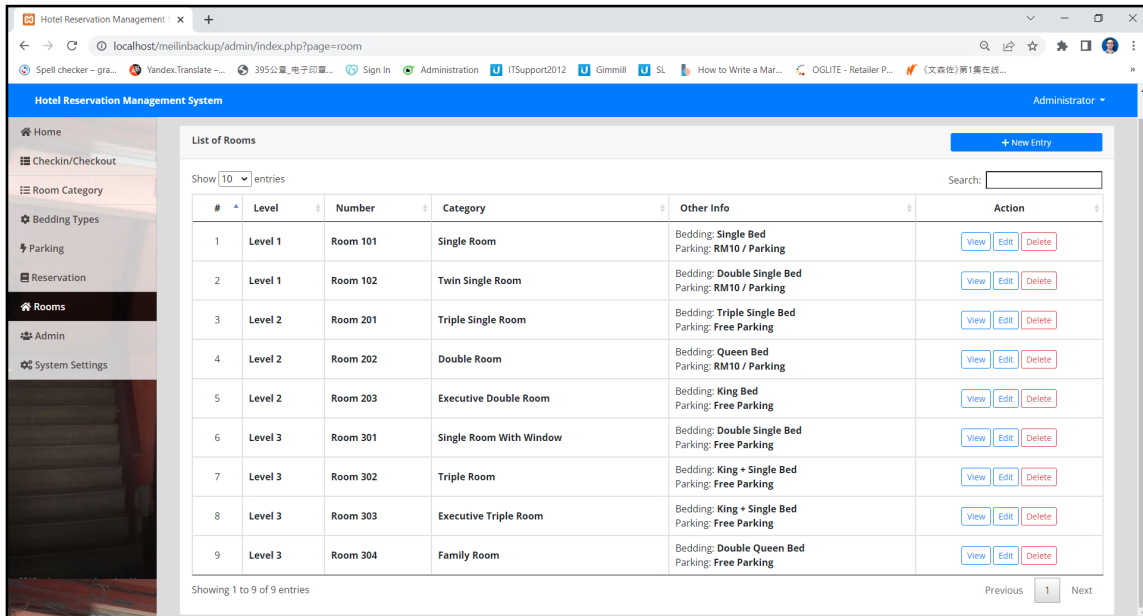 Hotel Reservation Management S
localhost/meilinbackup/admin/index.php?page=room
Spell checker – gra... Yandex.Translate –... 395公章_电子印章... Sign In Administration ITSupport2012 Gimmill SL How to Write a Mar... OGLITE - Retailer P... 《文森佐》第1集在线... »
Hotel Reservation Management System Administrator
Home
Checkin/Checkout
Room Category
Bedding Types
Parking
Reservation
Rooms
Admin
System Settings
List of Rooms + New Entry
Show 10 entries Search:
# Level Number Category Other Info Action
1 Level 1 Room 101 Single Room Bedding: Single Bed View Edit Delete
Parking: RM10 / Parking
2 Level 1 Room 102 Twin Single Room Bedding: Double Single Bed View Edit Delete
Parking: RM10 / Parking
3 Level 2 Room 201 Triple Single Room Bedding: Triple Single Bed View Edit Delete
Parking: Free Parking
4 Level 2 Room 202 Double Room Bedding: Queen Bed View Edit Delete
Parking: RM10 / Parking
5 Level 2 Room 203 Executive Double Room Bedding: King Bed View Edit Delete
Parking: Free Parking
6 Level 3 Room 301 Single Room With Window Bedding: Double Single Bed View Edit Delete
Parking: Free Parking
7 Level 3 Room 302 Triple Room Bedding: King + Single Bed View Edit Delete
Parking: Free Parking
8 Level 3 Room 303 Executive Triple Room Bedding: King + Single Bed View Edit Delete
Parking: Free Parking
9 Level 3 Room 304 Family Room Bedding: Double Queen Bed View Edit Delete
Parking: Free Parking
Showing 1 to 9 of 9 entries Previous 1 Next